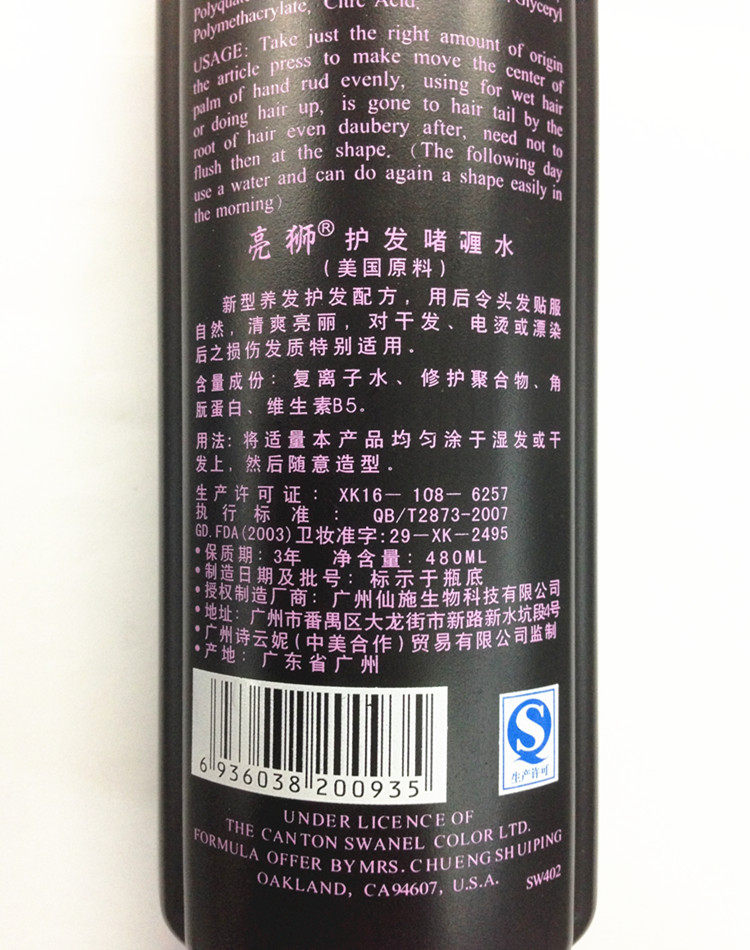 Glyceryl
Polymethacrylate, Citric Acid,
USAGE: Take just the right amount of origin
the article press to make move the center of
palm of hand rud evenly, using for wet hair
or doing hair up, is gone to hair tail by the
root of hair even daubery after, need not to
flush then at the shape. (The following day
use a water and can do again a shape easily in
the morning)
亮狮® 护发啫喱水
(美国原料)
新型养发护发配方，用后令头发贴服
自然，清爽亮丽，对干发、电烫或漂染
后之损伤发质特别适用。
含量成份：复离子水、修护聚合物、角
朊蛋白、维生素B5。
用法：将适量本产品均匀涂于湿发或干
发上，然后随意造型。
生产许可证：XK16-108-6257
执行标准：QB/T2873-2007
GD.FDA(2003)卫妆准字:29-XK-2495
•保质期：3年 净含量：480ML
•制造日期及批号：标示于瓶底
•授权制造厂商：广州仙施生物科技有限公司
•地址：广州市番禺区大龙街市新路新水坑段4号
•广州诗云妮(中美合作)贸易有限公司监制
•产地：广东省广州
6 936038 200935
生产许可
UNDER LICENCE OF
THE CANTON SWANEL COLOR LTD.
FORMULA OFFER BY MRS. CHUENG SHUIPING
OAKLAND, CA94607, U.S.A.
SW402